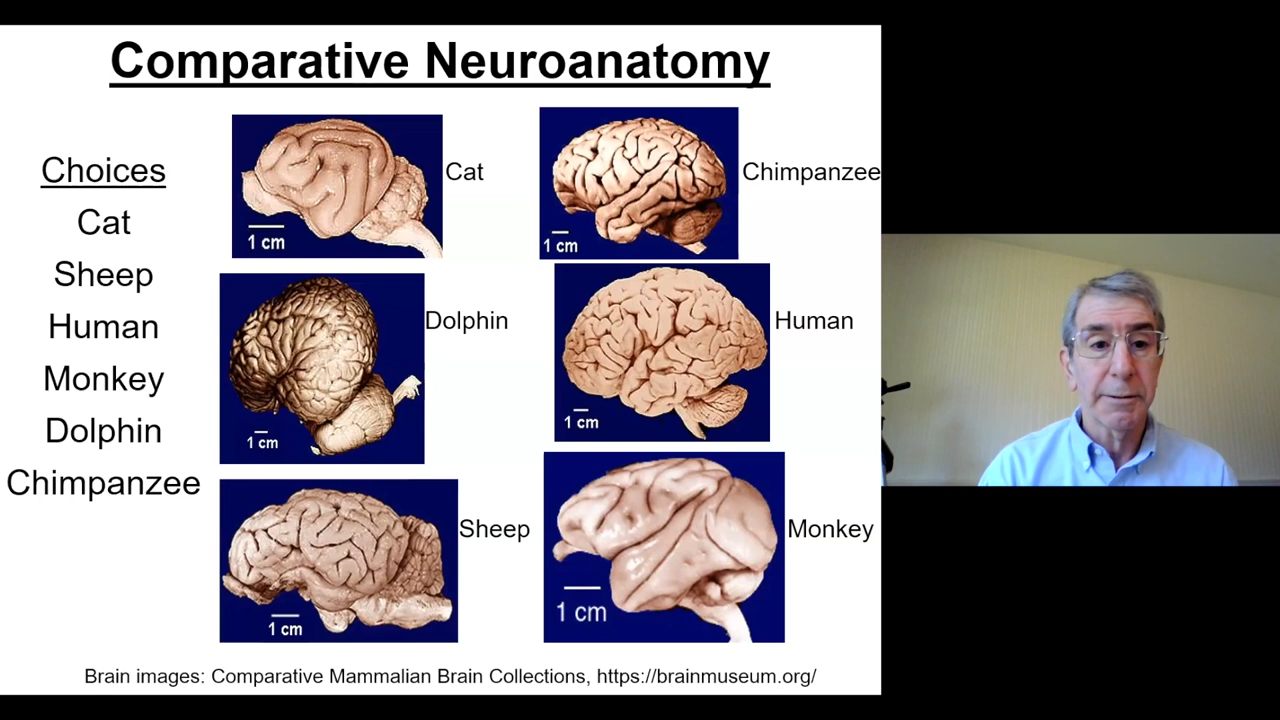 Comparative Neuroanatomy
Choices
Cat
Sheep
Human
Monkey
Dolphin
Chimpanzee
1 cm
Cat
1 cm
Chimpanzee
1 cm
Dolphin
1 cm
Human
1 cm
Sheep
1 cm
Monkey
Brain images: Comparative Mammalian Brain Collections, https://brainmuseum.org/